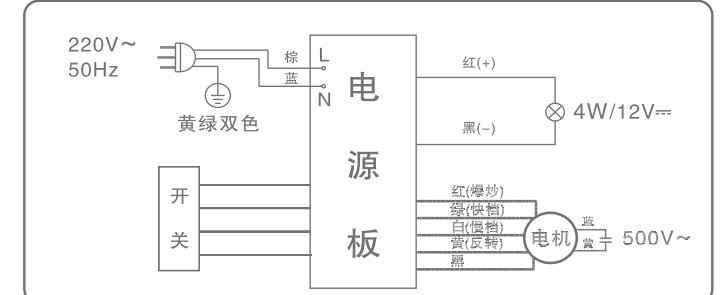 220V～
50Hz
棕
L
蓝
N
黄绿双色
电源板
红(+)
黑(−)
4W/12V⎓
开关
红(爆炒)
绿(快档)
白(慢档)
黄(反转)
黑
电机
蓝
黄
500V～